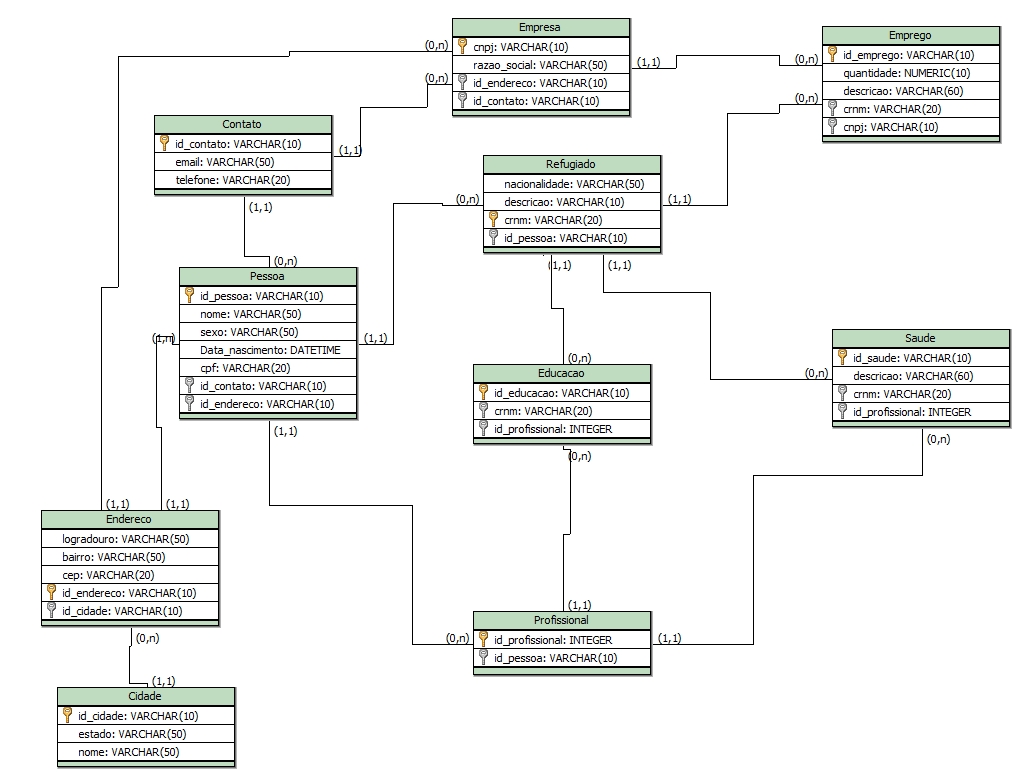 Empresa
cnpj: VARCHAR(10)
razao_social: VARCHAR(50)
id_endereco: VARCHAR(10)
id_contato: VARCHAR(10)
(0,n)
(0,n)
(1,1)
Emprego
id_emprego: VARCHAR(10)
quantidade: NUMERIC(10)
descricao: VARCHAR(60)
crnm: VARCHAR(20)
cnpj: VARCHAR(10)
(0,n)
(0,n)
Contato
id_contato: VARCHAR(10)
email: VARCHAR(50)
telefone: VARCHAR(20)
(1,1)
(1,1)
Refugiado
nacionalidade: VARCHAR(50)
descricao: VARCHAR(10)
crnm: VARCHAR(20)
id_pessoa: VARCHAR(10)
(0,n)
(1,1)
(1,1)
(1,1)
(0,n)
Pessoa
id_pessoa: VARCHAR(10)
nome: VARCHAR(50)
sexo: VARCHAR(50)
Data_nascimento: DATETIME
cpf: VARCHAR(20)
id_contato: VARCHAR(10)
id_endereco: VARCHAR(10)
(1,n)
(1,1)
(1,1)
Saude
id_saude: VARCHAR(10)
descricao: VARCHAR(60)
crnm: VARCHAR(20)
id_profissional: INTEGER
(0,n)
(0,n)
(0,n)
Educacao
id_educacao: VARCHAR(10)
crnm: VARCHAR(20)
id_profissional: INTEGER
(0,n)
(1,1)
(1,1)
Endereco
logradouro: VARCHAR(50)
bairro: VARCHAR(50)
cep: VARCHAR(20)
id_endereco: VARCHAR(10)
id_cidade: VARCHAR(10)
(0,n)
(1,1)
Profissional
id_profissional: INTEGER
id_pessoa: VARCHAR(10)
(0,n)
(1,1)
(1,1)
Cidade
id_cidade: VARCHAR(10)
estado: VARCHAR(50)
nome: VARCHAR(50)